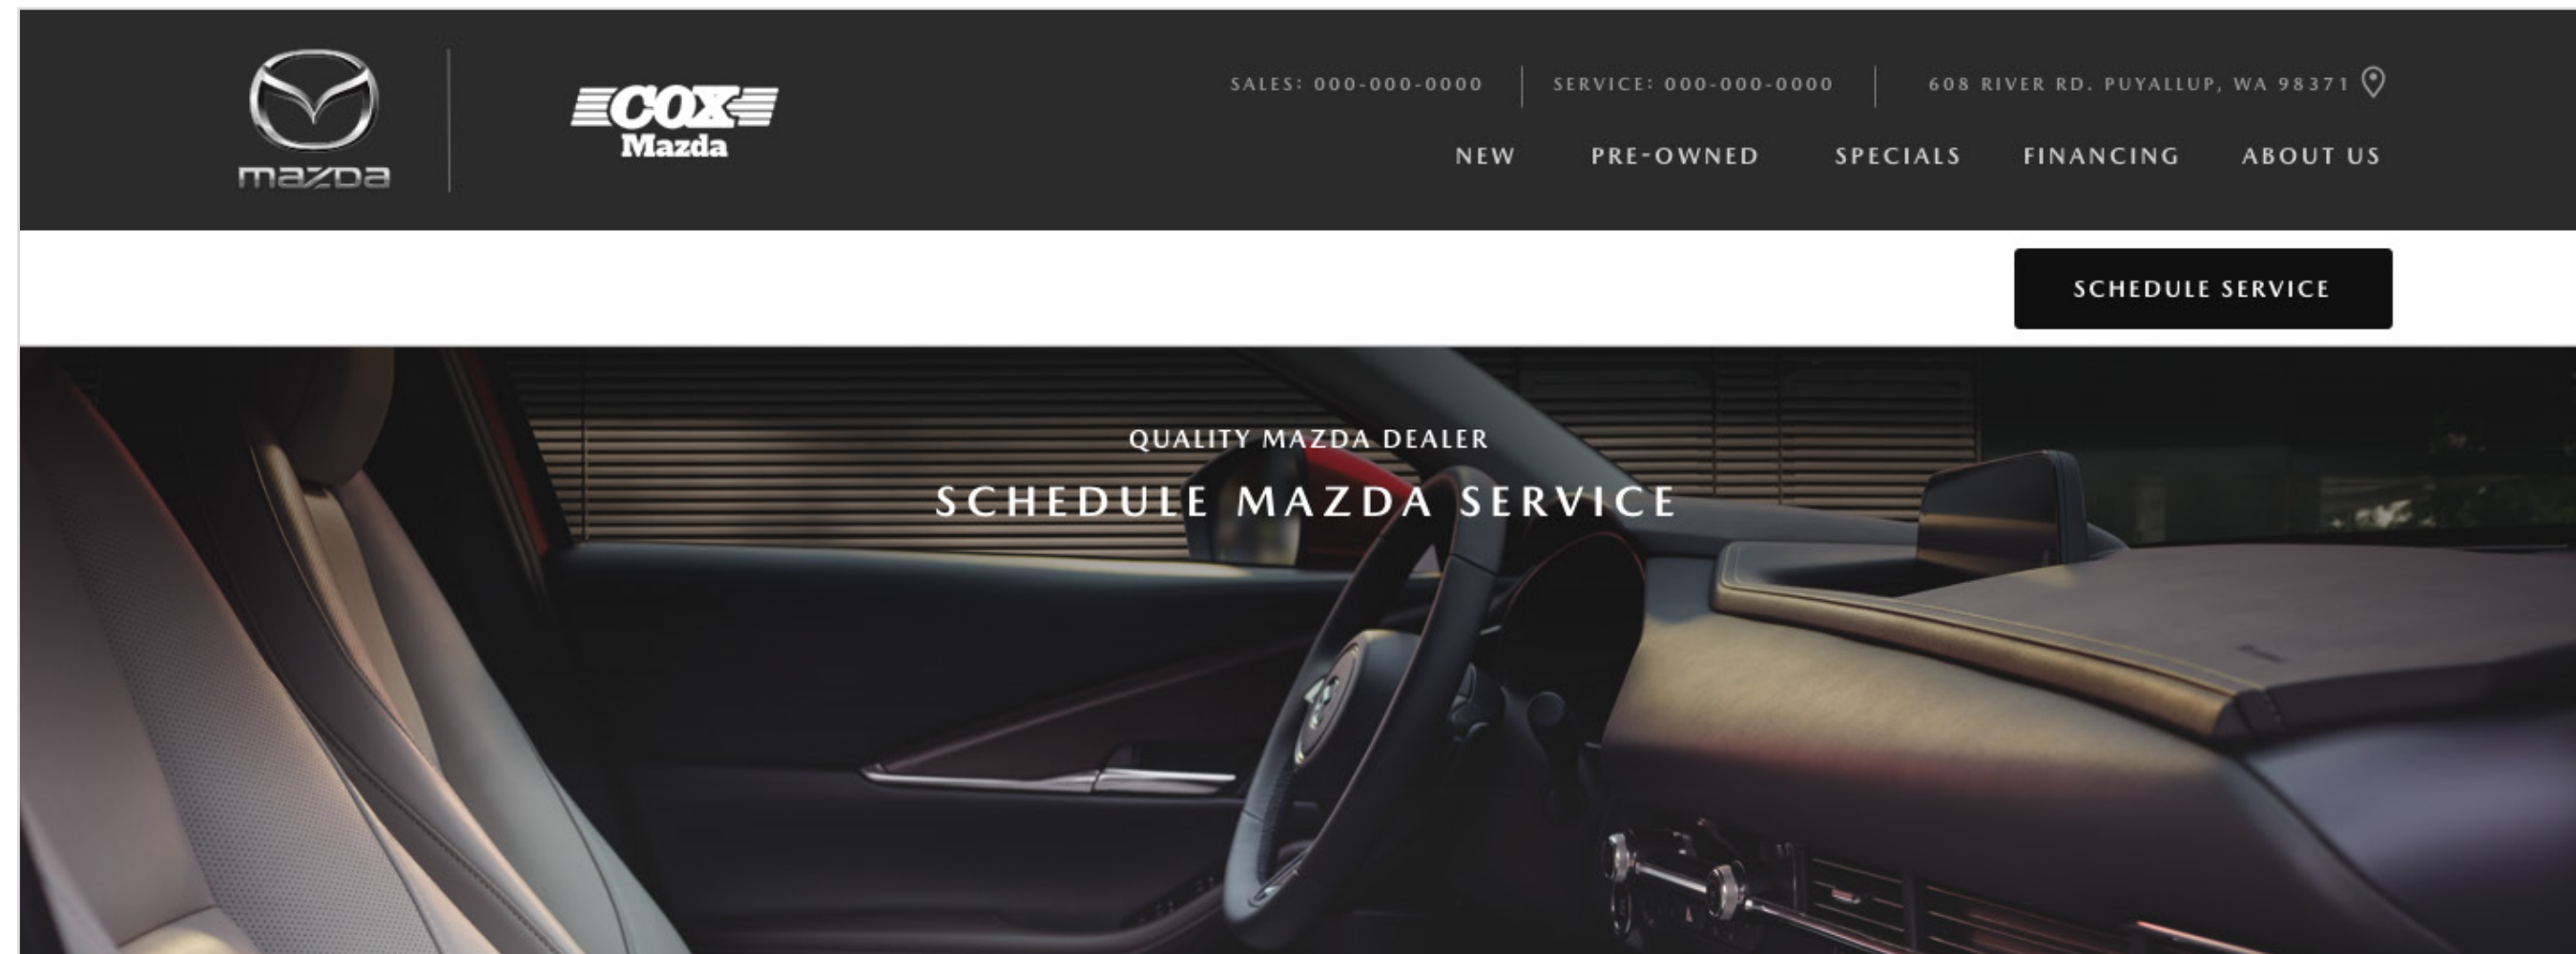 mazda
COX
Mazda
SALES: 000-000-0000
SERVICE: 000-000-0000
608 RIVER RD. PUYALLUP, WA 98371
NEW
PRE-OWNED
SPECIALS
FINANCING
ABOUT US
SCHEDULE SERVICE
QUALITY MAZDA DEALER
SCHEDULE MAZDA SERVICE